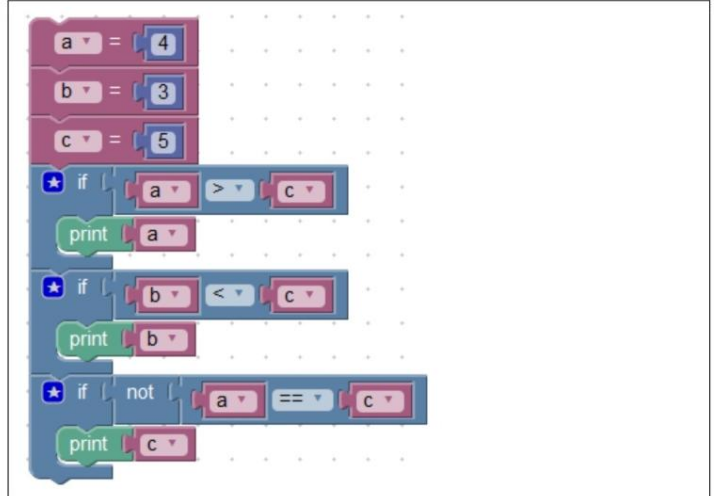 a = 4
b = 3
c = 5
if a > c
print a
if b < c
print b
if not a == c
print c